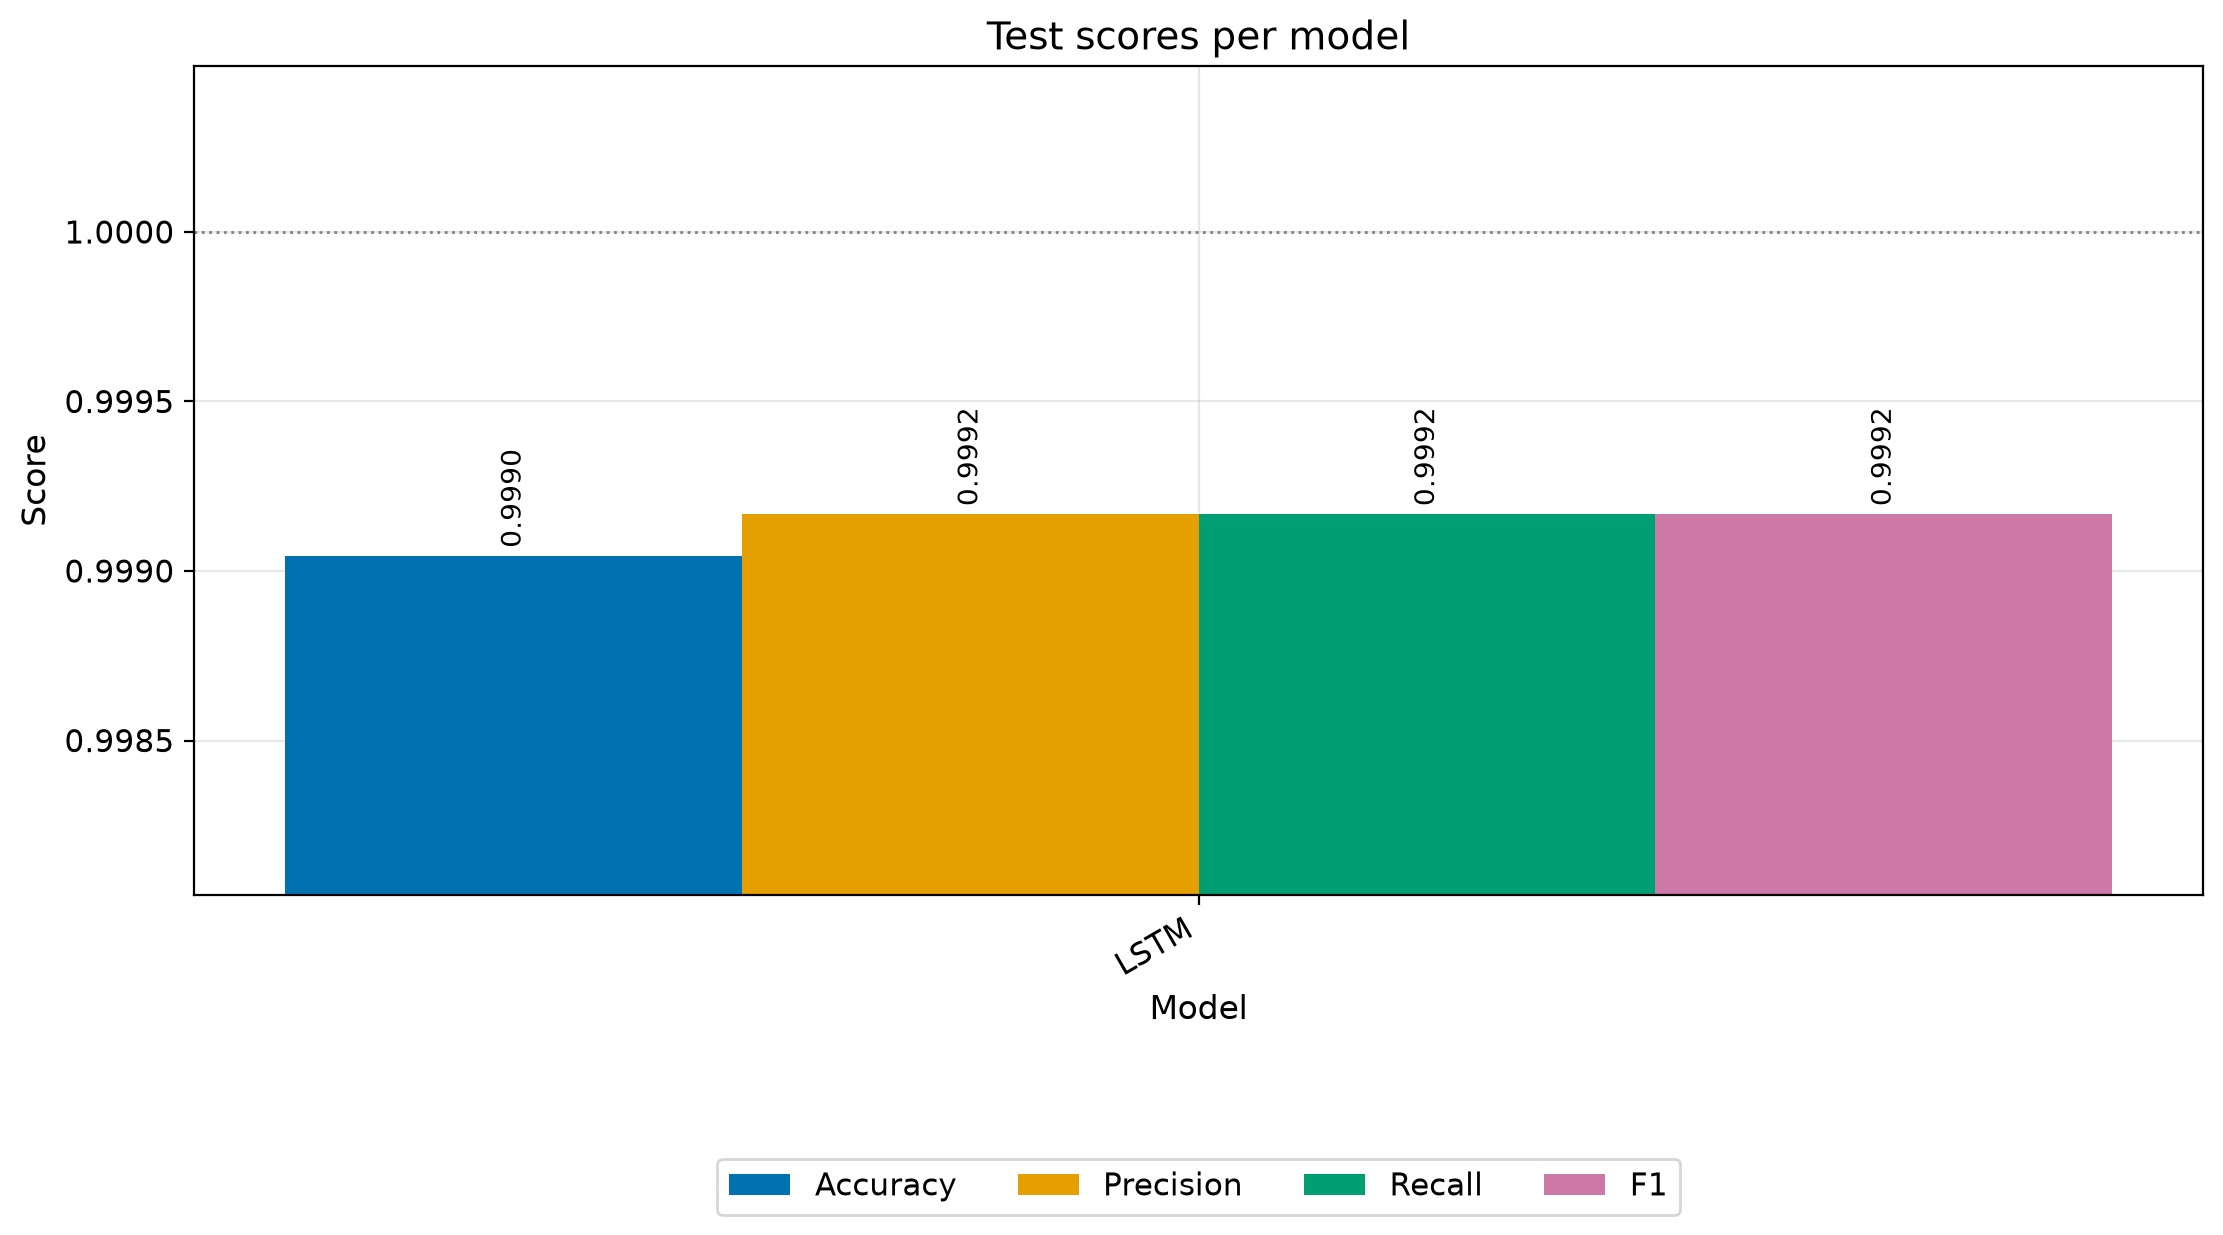 Test scores per model
Score
1.0000
0.9995
0.9990
0.9985
0.9990
0.9992
0.9992
0.9992
LSTM
Model
Accuracy Precision Recall F1